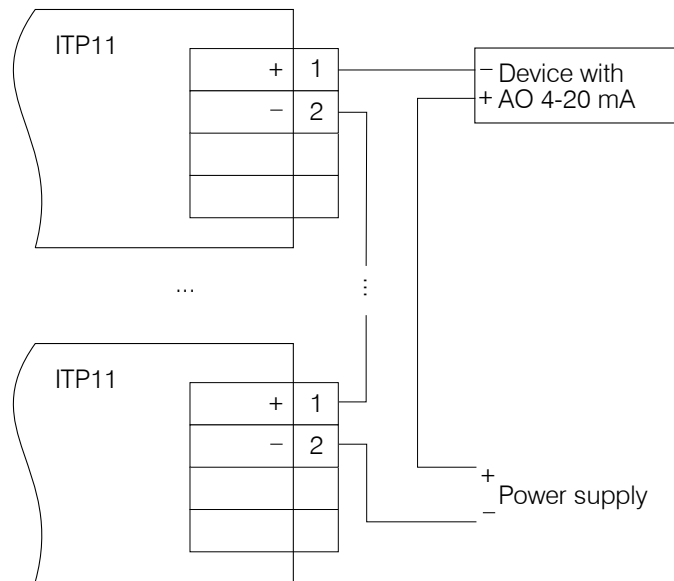 ITP11
+ 1
− 2
− Device with
+ AO 4-20 mA
...
...
ITP11
+ 1
− 2
+
Power supply
−